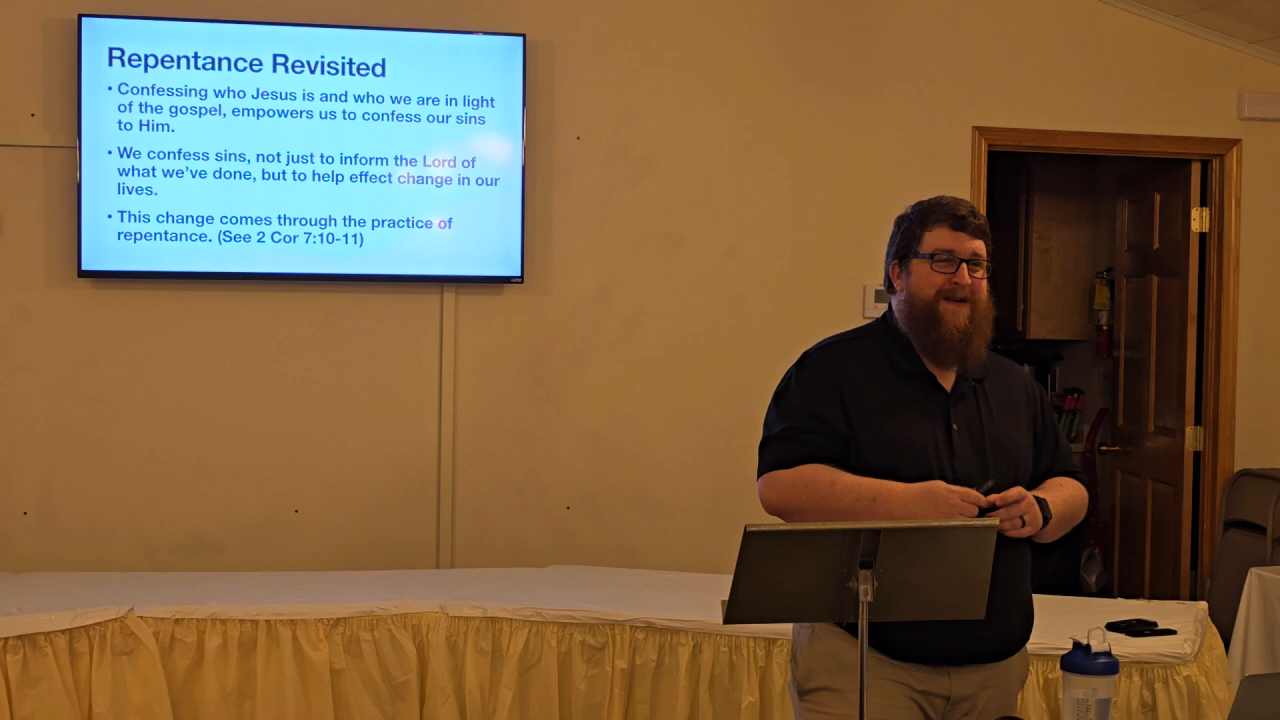 Repentance Revisited
• Confessing who Jesus is and who we are in light
of the gospel, empowers us to confess our sins
to Him.
• We confess sins, not just to inform the Lord of
what we've done, but to help effect change in our
lives.
• This change comes through the practice of
repentance. (See 2 Cor 7:10-11)
VIZIO